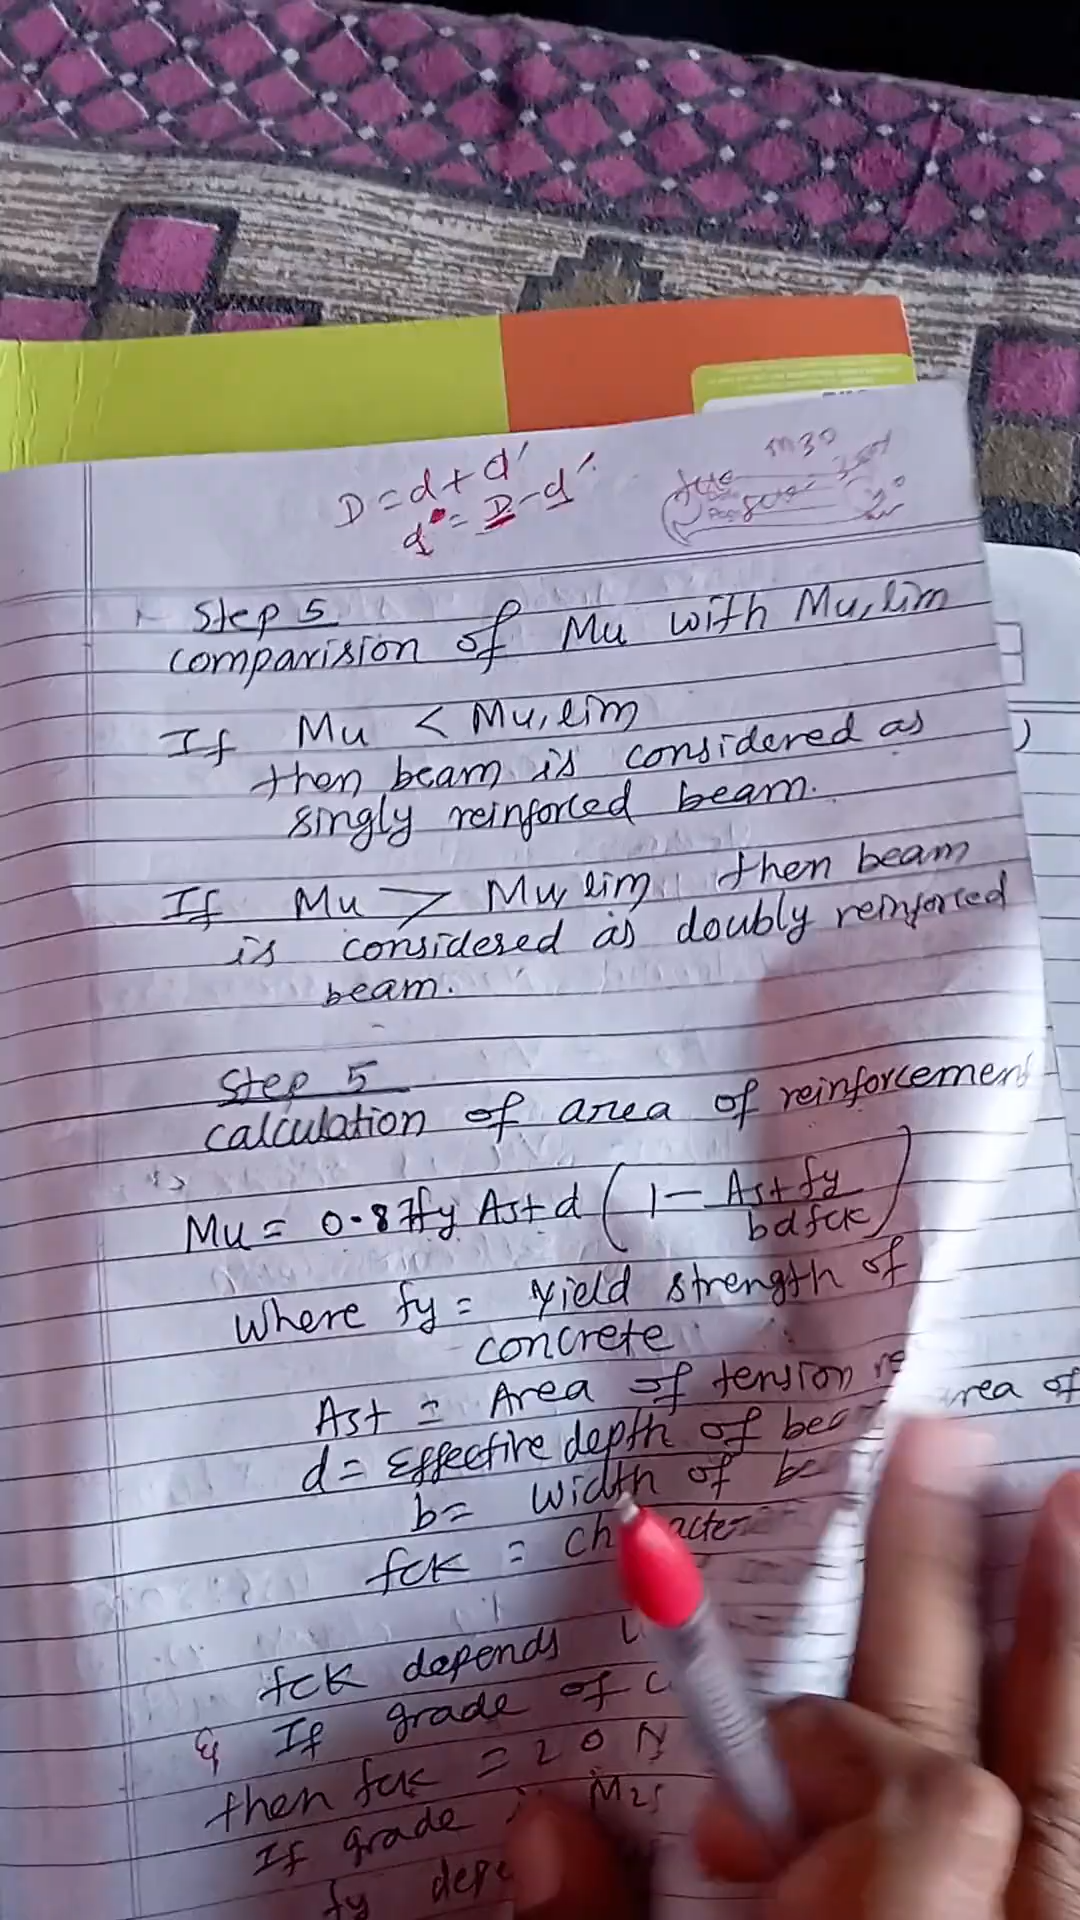 D = d + d'
d = D - d'
M30
Step 5
comparision of Mu with Mu,lim
If Mu < Mu,lim
then beam is considered as
singly reinforced beam.
If Mu > Mu,lim then beam
is considered as doubly reinforced
beam.
Step 5
calculation of area of reinforcement
Mu = 0.87fy Ast d (1 - Ast fy / bd fck)
Where fy = Yield strength of
concrete
Ast = Area of tension
area of
d = Effective depth of
b = Width of
fck =
fck depends
If grade of
then fck = 20 N
If grade M25
fy